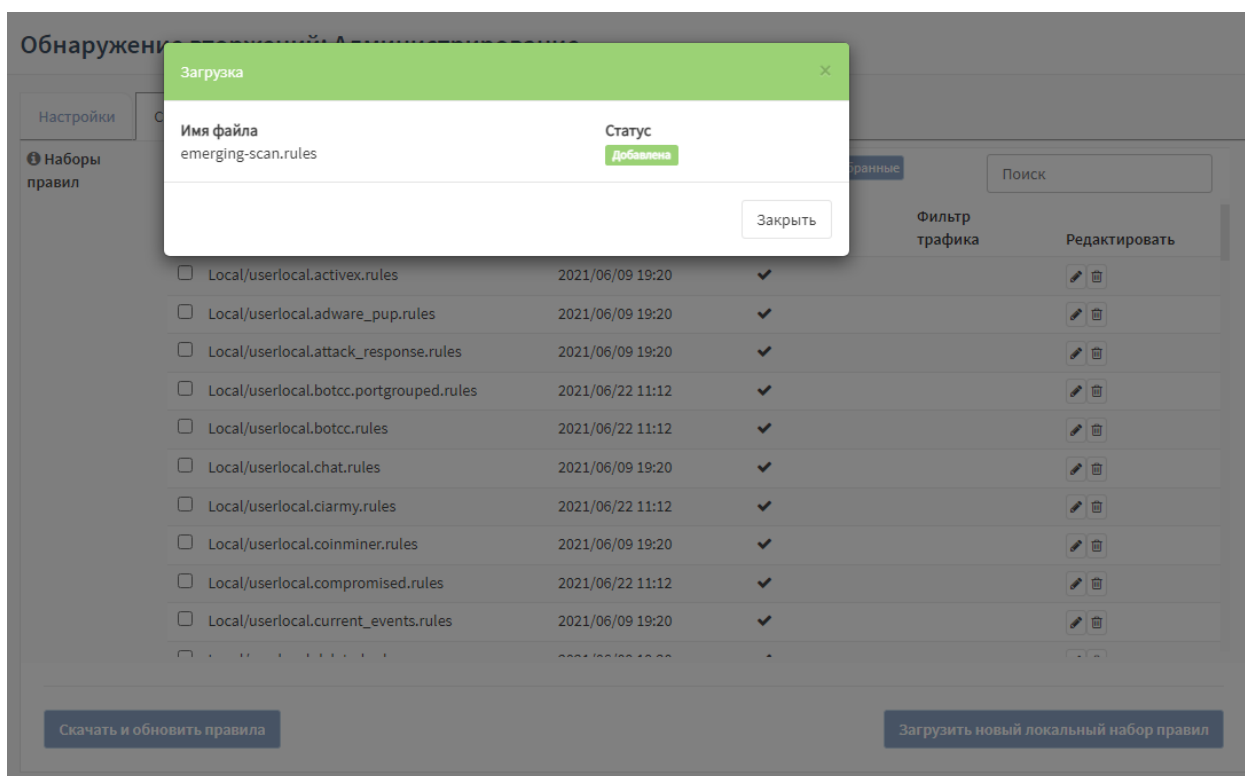 Обнаружение
Загрузка ×
Настройки С
Имя файла Статус
emerging-scan.rules Добавлена
Наборы правил
бранные
Поиск
Закрыть
Фильтр трафика Редактировать
Local/userlocal.activex.rules 2021/06/09 19:20
Local/userlocal.adware_pup.rules 2021/06/09 19:20
Local/userlocal.attack_response.rules 2021/06/09 19:20
Local/userlocal.botcc.portgrouped.rules 2021/06/22 11:12
Local/userlocal.botcc.rules 2021/06/22 11:12
Local/userlocal.chat.rules 2021/06/09 19:20
Local/userlocal.ciarmy.rules 2021/06/22 11:12
Local/userlocal.coinminer.rules 2021/06/09 19:20
Local/userlocal.compromised.rules 2021/06/22 11:12
Local/userlocal.current_events.rules 2021/06/09 19:20
Скачать и обновить правила Загрузить новый локальный набор правил